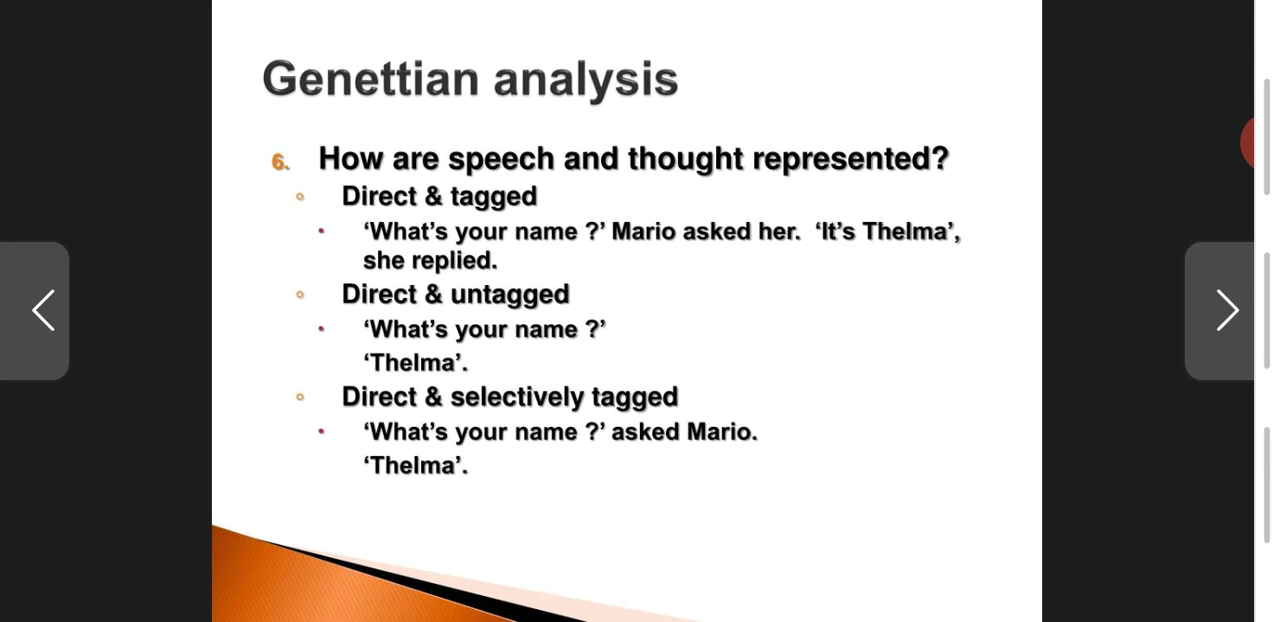 Genettian analysis
6. How are speech and thought represented?
◦ Direct & tagged
• ‘What’s your name ?’ Mario asked her.  ‘It’s Thelma’,
she replied.
◦ Direct & untagged
• ‘What’s your name ?’
‘Thelma’.
◦ Direct & selectively tagged
• ‘What’s your name ?’ asked Mario.
‘Thelma’.